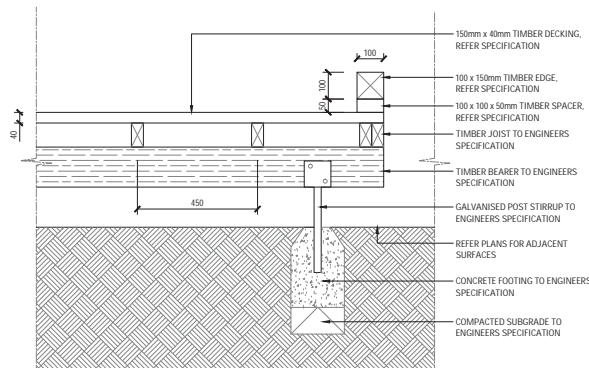 150mm x 40mm TIMBER DECKING,
REFER SPECIFICATION
100
100 x 150mm TIMBER EDGE,
REFER SPECIFICATION
100
50
100 x 100 x 50mm TIMBER SPACER,
REFER SPECIFICATION
40
TIMBER JOIST TO ENGINEERS
SPECIFICATION
TIMBER BEARER TO ENGINEERS
SPECIFICATION
450
GALVANISED POST STIRRUP TO
ENGINEERS SPECIFICATION
REFER PLANS FOR ADJACENT
SURFACES
CONCRETE FOOTING TO ENGINEERS
SPECIFICATION
COMPACTED SUBGRADE TO
ENGINEERS SPECIFICATION